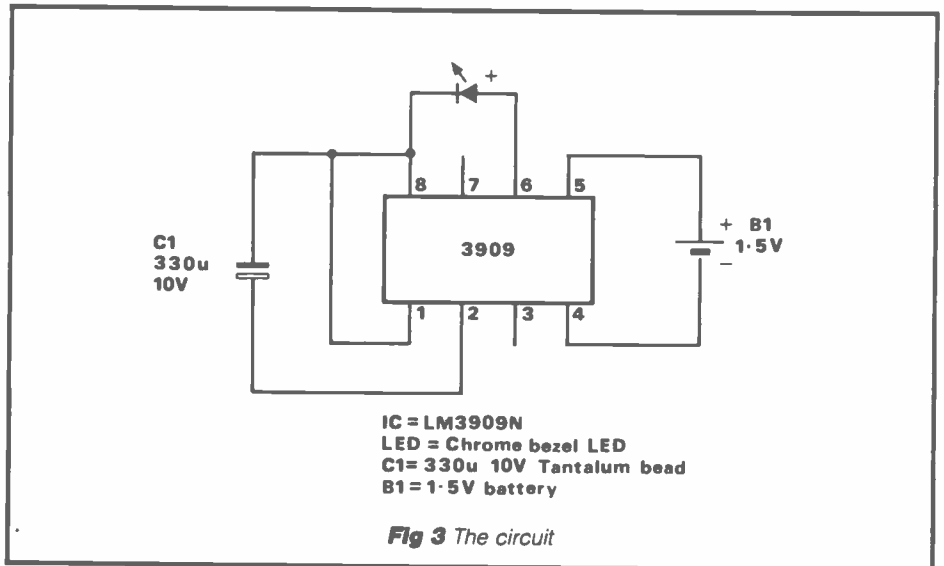 +
8 7 6 5
C1
330u
10V
3909
+ B1
1·5V
−
1 2 3 4
IC = LM3909N
LED = Chrome bezel LED
C1= 330u 10V Tantalum bead
B1 = 1·5V battery
Fig 3 The circuit